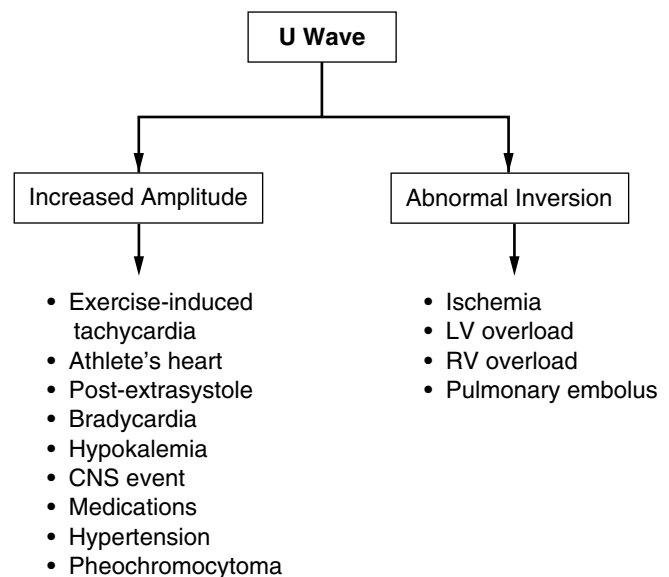 U Wave
Increased Amplitude
Abnormal Inversion
• Exercise-induced
tachycardia
• Athlete's heart
• Post-extrasystole
• Bradycardia
• Hypokalemia
• CNS event
• Medications
• Hypertension
• Pheochromocytoma
• Ischemia
• LV overload
• RV overload
• Pulmonary embolus